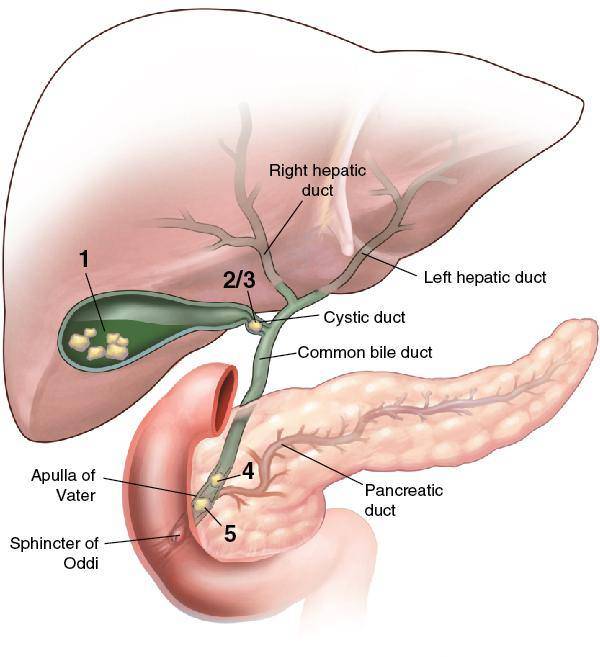 Right hepatic
duct
1
2/3
Left hepatic duct
Cystic duct
Common bile duct
Apulla of
Vater
4
Pancreatic
duct
5
Sphincter of
Oddi